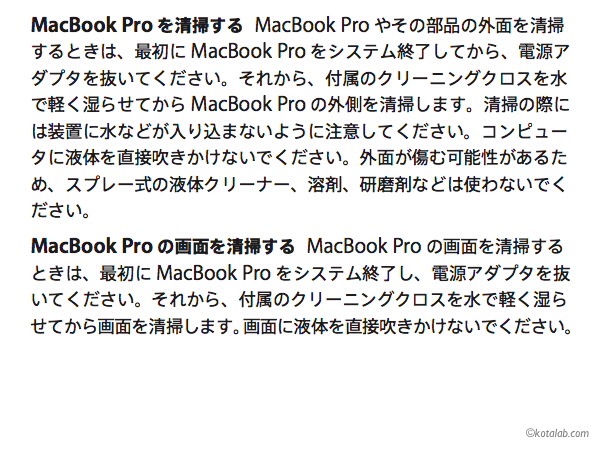 MacBook Pro を清掃する  MacBook Pro やその部品の外面を清掃
するときは、最初に MacBook Pro をシステム終了してから、電源ア
ダプタを抜いてください。それから、付属のクリーニングクロスを水
で軽く湿らせてから MacBook Pro の外側を清掃します。清掃の際に
は装置に水などが入り込まないように注意してください。コンピュー
タに液体を直接吹きかけないでください。外面が傷む可能性があるた
め、スプレー式の液体クリーナー、溶剤、研磨剤などは使わないでく
ださい。
MacBook Pro の画面を清掃する  MacBook Pro の画面を清掃する
ときは、最初に MacBook Pro をシステム終了し、電源アダプタを抜
いてください。それから、付属のクリーニングクロスを水で軽く湿ら
せてから画面を清掃します。画面に液体を直接吹きかけないでください。
©kotalab.com